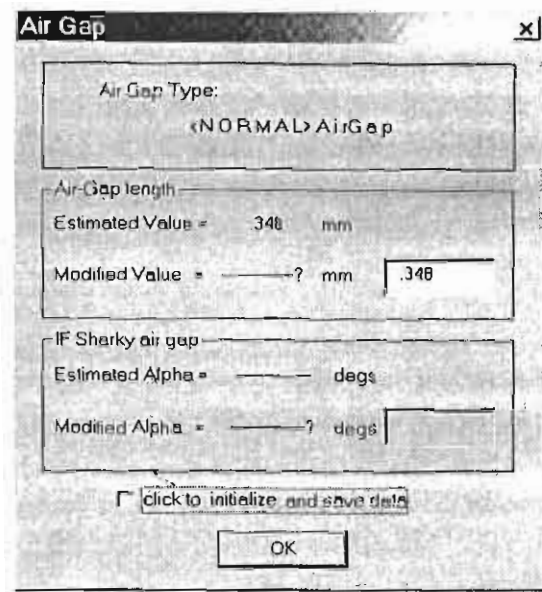 Air Gap
Air Gap Type:
<NORMAL> AirGap
Air-Gap length
Estimated Value = .348 mm
Modified Value = ? mm .348
IF Sharky air gap
Estimated Alpha = degs
Modified Alpha = ? degs
click to initialize and save data
OK